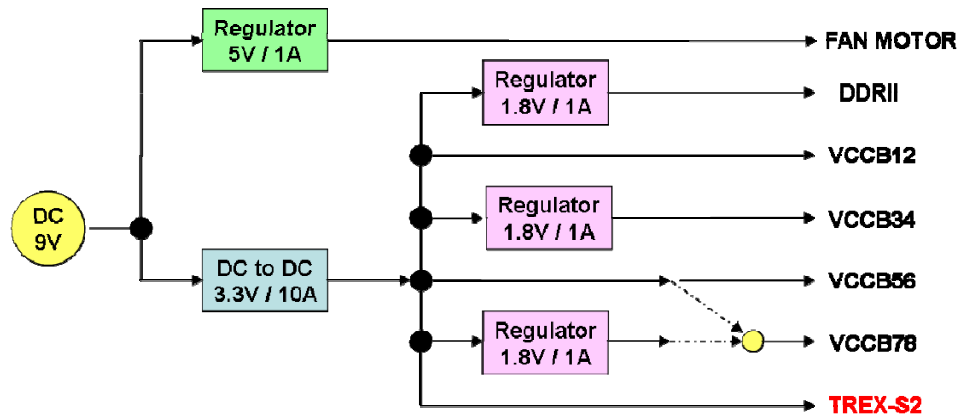 Regulator
5V / 1A
FAN MOTOR
Regulator
1.8V / 1A
DDRII
VCCB12
DC
9V
Regulator
1.8V / 1A
VCCB34
DC to DC
3.3V / 10A
VCCB56
Regulator
1.8V / 1A
VCCB78
TREX-S2